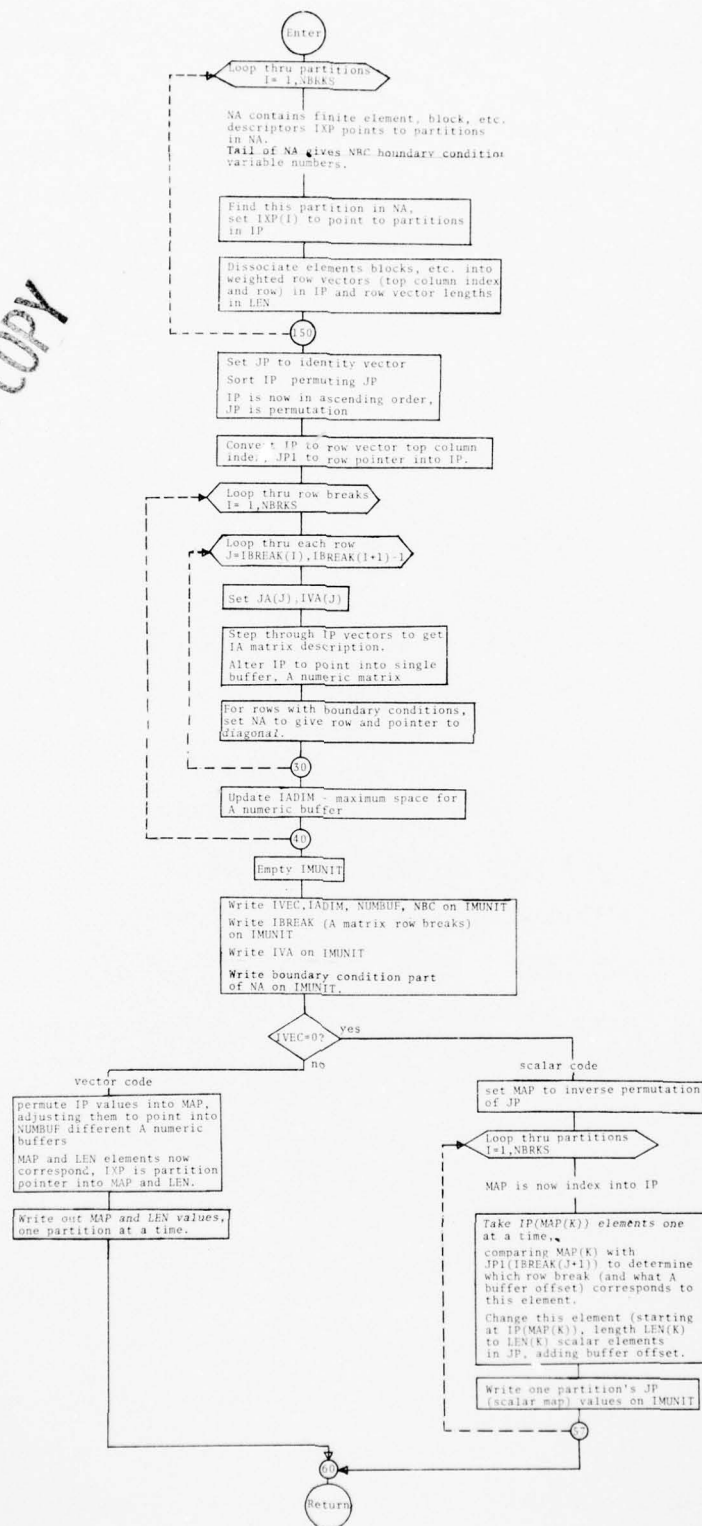 Enter
Loop thru partitions
I= 1,NBRKS
NA contains finite element, block, etc.
descriptors IXP points to partitions
in NA.
Tail of NA gives NBC boundary condition
variable numbers.
Find this partition in NA,
set IXP(I) to point to partitions
in IP
Dissociate elements blocks, etc. into
weighted row vectors (top column index
and row) in IP and row vector lengths
in LEN
150
COPY
Set JP to identity vector
Sort IP permuting JP
IP is now in ascending order,
JP is permutation
Convert IP to row vector top column
index, JP1 to row pointer into IP.
Loop thru row breaks
I= 1,NBRKS
Loop thru each row
J=IBREAK(I),IBREAK(I+1)-1
Set JA(J),IVA(J)
Step through IP vectors to get
IA matrix description.
Alter IP to point into single
buffer, A numeric matrix
For rows with boundary conditions,
set NA to give row and pointer to
diagonal.
30
Update IADIM - maximum space for
A numeric buffer
40
Empty IMUNIT
Write IVEC,IADIM, NUMBUF, NBC on IMUNIT
Write IBREAK (A matrix row breaks)
on IMUNIT
Write IVA on IMUNIT
Write boundary condition part
of NA on IMUNIT.
IVEC=0?
yes
no
vector code
permute IP values into MAP,
adjusting them to point into
NUMBUF different A numeric
buffers
MAP and LEN elements now
correspond, IXP is partition
pointer into MAP and LEN.
Write out MAP and LEN values,
one partition at a time.
scalar code
set MAP to inverse permutation
of JP
Loop thru partitions
I=1,NBRKS
MAP is now index into IP
Take IP(MAP(K)) elements one
at a time,
comparing MAP(K) with
JP1(IBREAK(J+1)) to determine
which row break (and what A
buffer offset) corresponds to
this element.
Change this element (starting
at IP(MAP(K)), length LEN(K)
to LEN(K) scalar elements
in JP, adding buffer offset.
Write one partition's JP
(scalar map) values on IMUNIT
57
60
Return